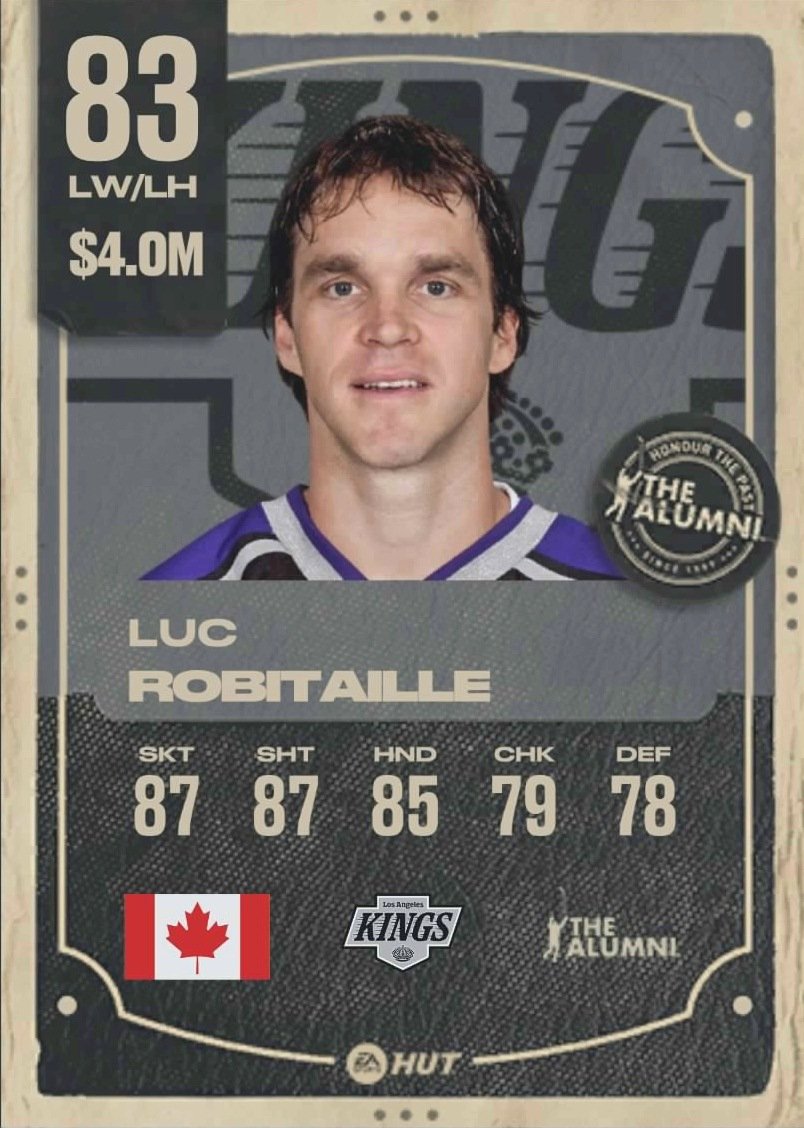 83
LW/LH
$4.0M
KINGS
HONOUR THE PAST
THE
ALUMNI
LUC
ROBITAILLE
SKT SHT HND CHK DEF
87 87 85 79 78
Los Angeles
KINGS
THE
ALUMNI
EA
HUT